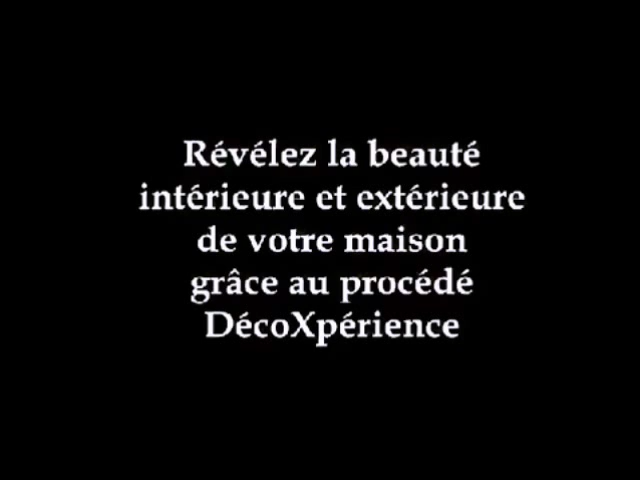 Révélez la beauté
intérieure et extérieure
de votre maison
grâce au procédé
DécoXpérience